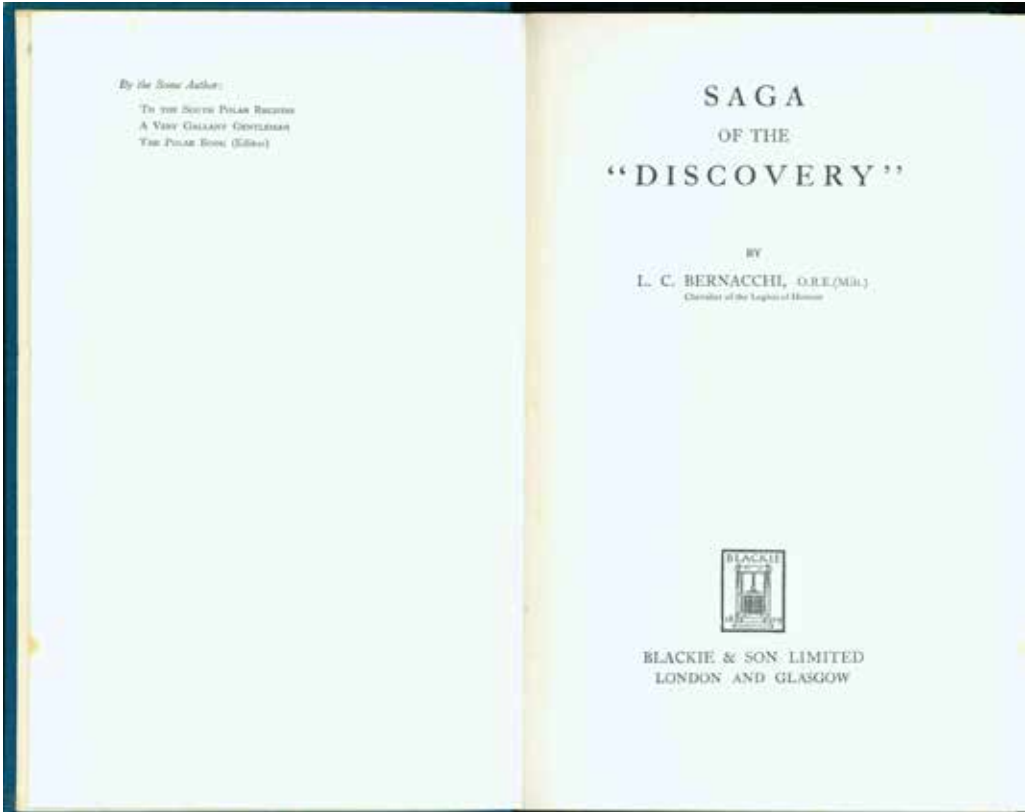 By the Same Author:
TO THE SOUTH POLAR REGIONS
A VERY GALLANT GENTLEMAN
THE POLAR BOOK (Editor)
SAGA
OF THE
“DISCOVERY”
BY
L. C. BERNACCHI, O.B.E.(Mil.)
Chevalier of the Legion of Honour
BLACKIE
BLACKIE & SON LIMITED
LONDON AND GLASGOW